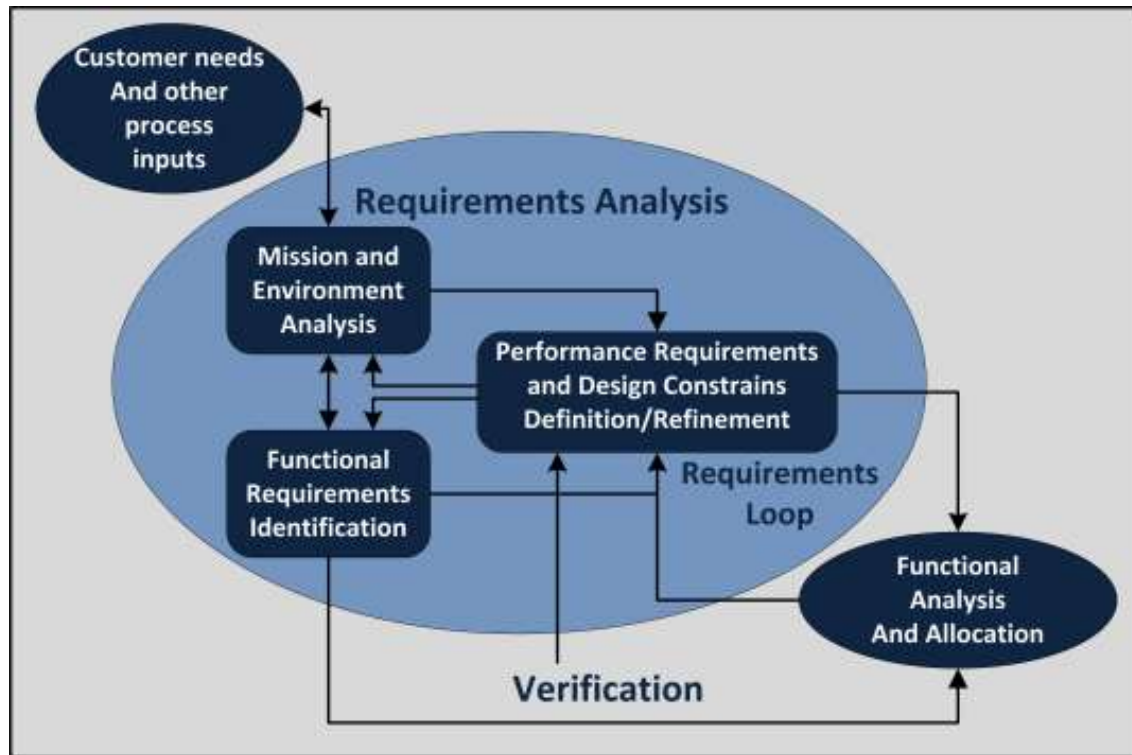 Customer needs
And other
process
inputs
Requirements Analysis
Mission and
Environment
Analysis
Performance Requirements
and Design Constrains
Definition/Refinement
Functional
Requirements
Identification
Requirements
Loop
Functional
Analysis
And Allocation
Verification